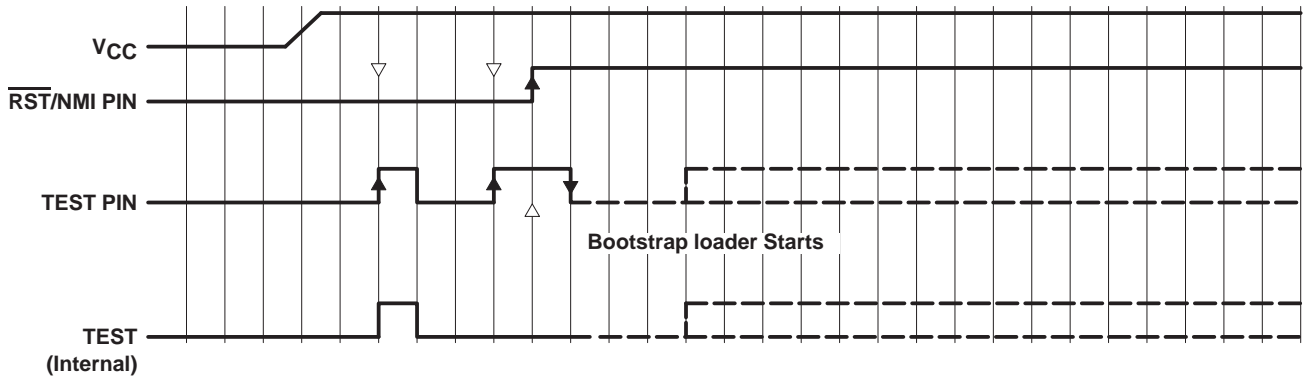 VCC
RST/NMI PIN
TEST PIN
Bootstrap loader Starts
TEST
(Internal)